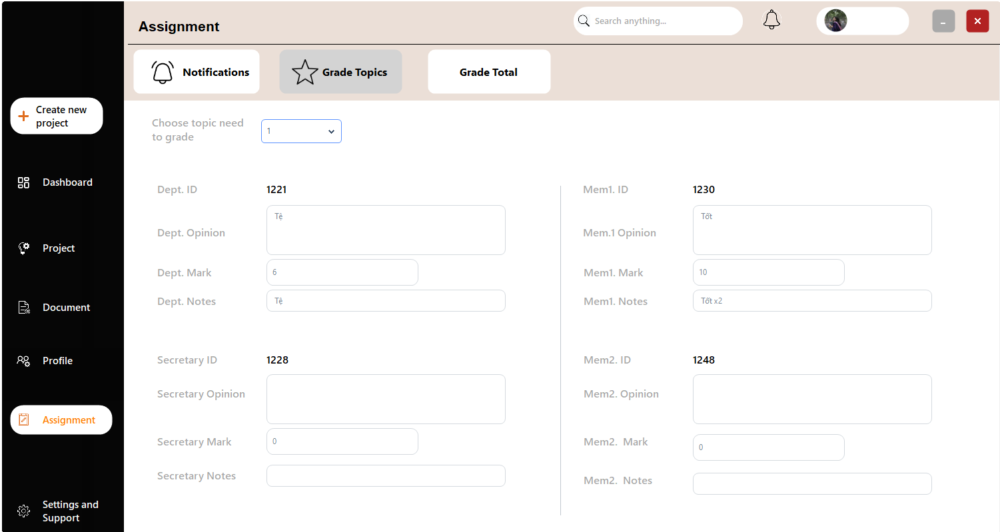 Assignment
Search anything...
Notifications
Grade Topics
Grade Total
Create new
project
Dashboard
Project
Document
Profile
Assignment
Settings and
Support
Choose topic need
to grade
1
Dept. ID
1221
Dept. Opinion
Tệ
Dept. Mark
6
Dept. Notes
Tệ
Mem1. ID
1230
Mem.1 Opinion
Tốt
Mem1. Mark
10
Mem1. Notes
Tốt x2
Secretary ID
1228
Secretary Opinion
Secretary Mark
0
Secretary Notes
Mem2. ID
1248
Mem2. Opinion
Mem2.  Mark
0
Mem2.  Notes